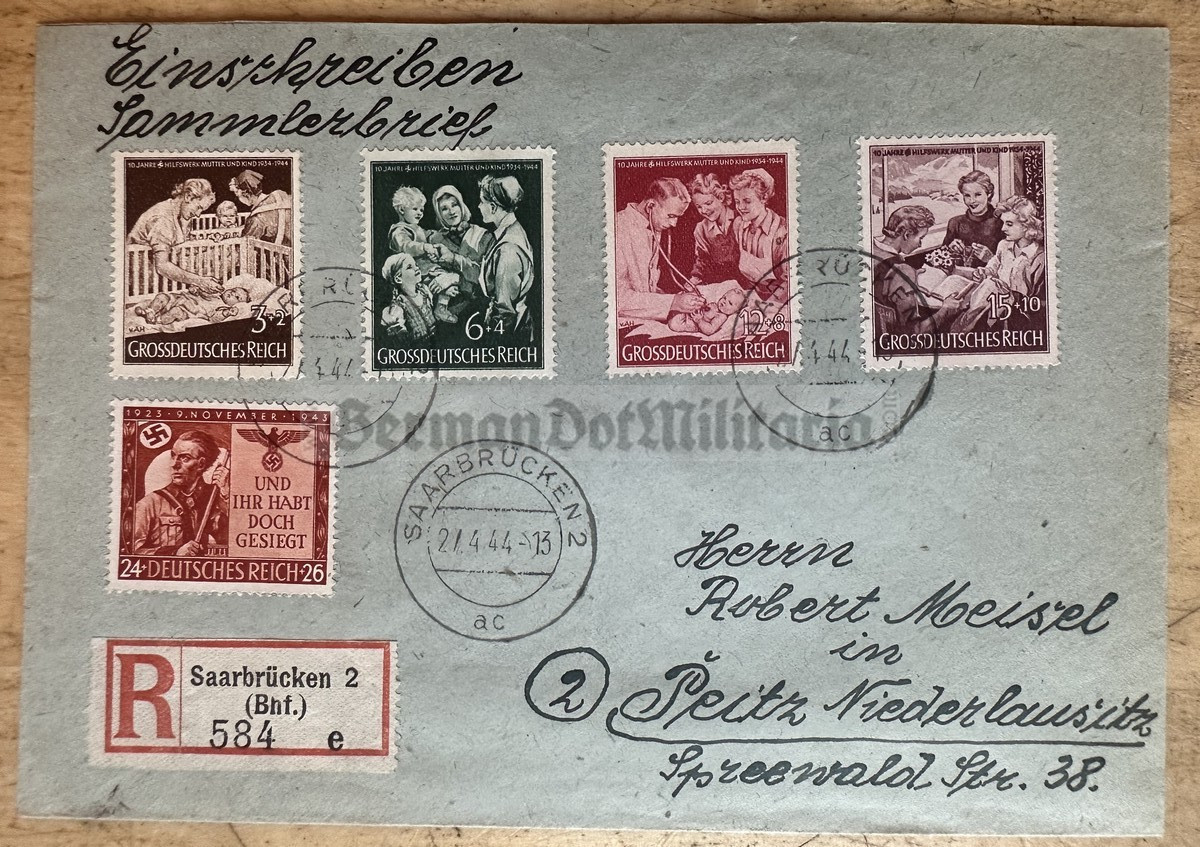 Einschreiben
Sammlerbrief
10 JAHRE HILFSWERK MUTTER UND KIND 1934-1944
3+2
GROSSDEUTSCHES REICH
10 JAHRE HILFSWERK MUTTER UND KIND 1934-1944
6+4
GROSSDEUTSCHES REICH
10 JAHRE HILFSWERK MUTTER UND KIND 1934-1944
12+8
GROSSDEUTSCHES REICH
10 JAHRE HILFSWERK MUTTER UND KIND 1934-1944
15+10
GROSSDEUTSCHES REICH
ac
GermanDotMilitaria
1923 · 9. NOVEMBER · 1943
UND
IHR HABT
DOCH
GESIEGT
24+ DEUTSCHES REICH +26
SAARBRÜCKEN 2
27.4.44-13
ac
Herrn
Robert Meisel
in
2 Peitz Niederlausitz
Spreewald Str. 38.
R
Saarbrücken 2
(Bhf.)
584 e